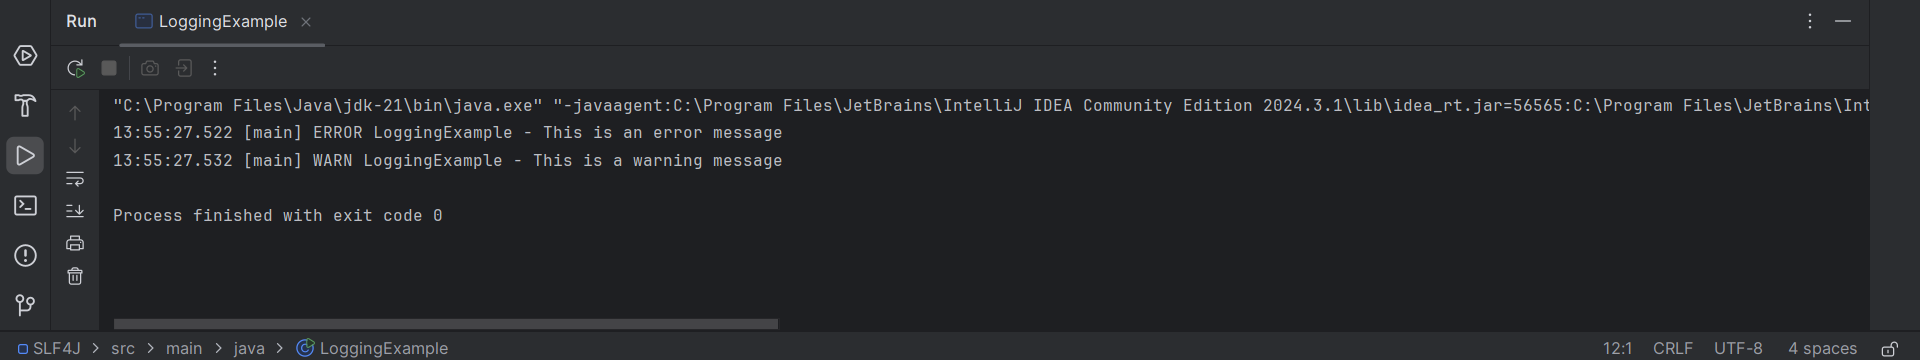 Run LoggingExample
"C:\Program Files\Java\jdk-21\bin\java.exe" "-javaagent:C:\Program Files\JetBrains\IntelliJ IDEA Community Edition 2024.3.1\lib\idea_rt.jar=56565:C:\Program Files\JetBrains\Int
13:55:27.522 [main] ERROR LoggingExample - This is an error message
13:55:27.532 [main] WARN LoggingExample - This is a warning message
Process finished with exit code 0
SLF4J > src > main > java > LoggingExample 12:1 CRLF UTF-8 4 spaces